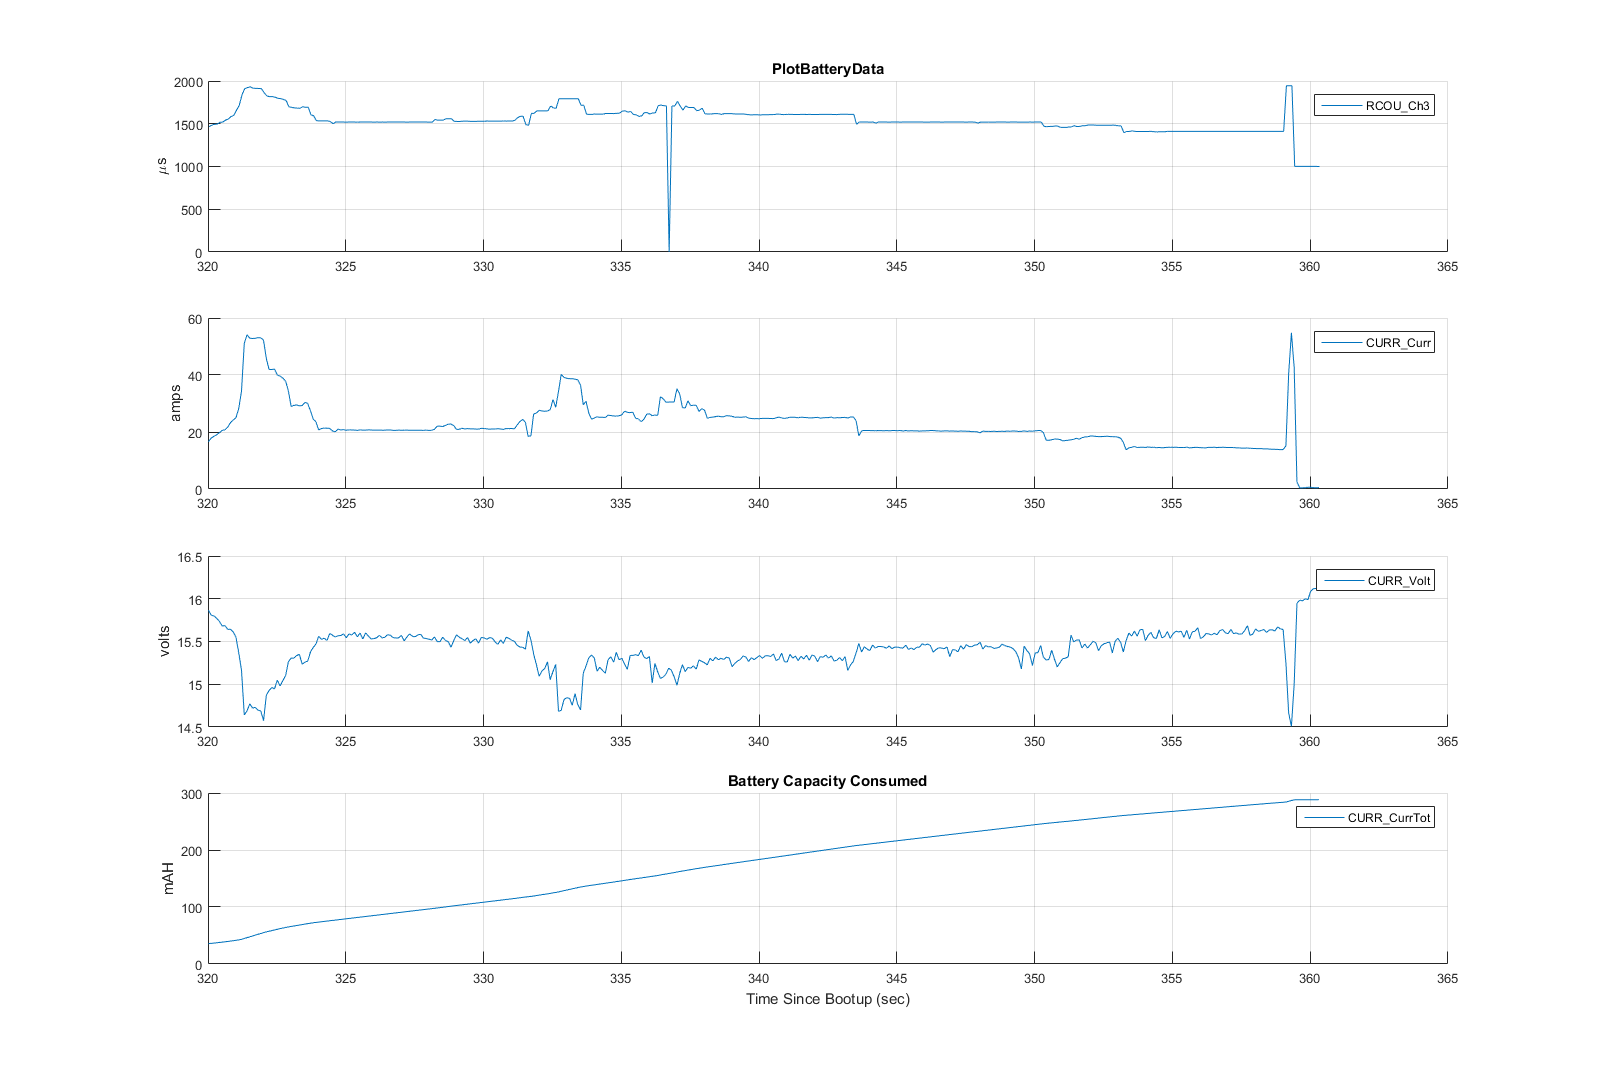 PlotBatteryData
2000
1500
1000
500
0
μs
RCOU_Ch3
320 325 330 335 340 345 350 355 360 365
60
40
20
0
amps
CURR_Curr
320 325 330 335 340 345 350 355 360 365
16.5
16
15.5
15
14.5
volts
CURR_Volt
320 325 330 335 340 345 350 355 360 365
Battery Capacity Consumed
300
200
100
0
mAH
CURR_CurrTot
320 325 330 335 340 345 350 355 360 365
Time Since Bootup (sec)